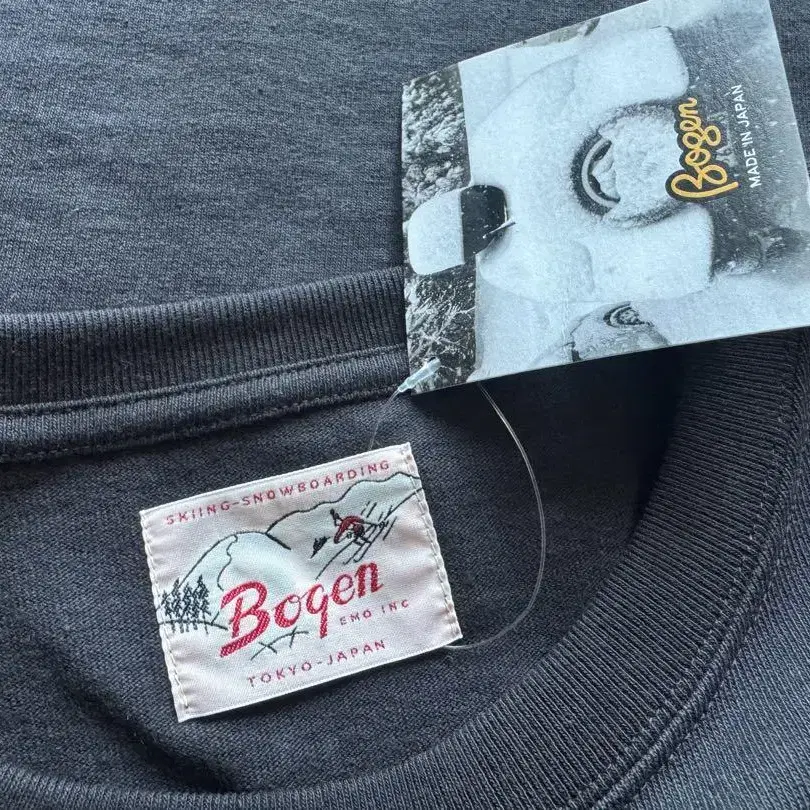 Bogen
MADE IN JAPAN
SKIING-SNOWBOARDING
Bogen
EMO INC
TOKYO-JAPAN